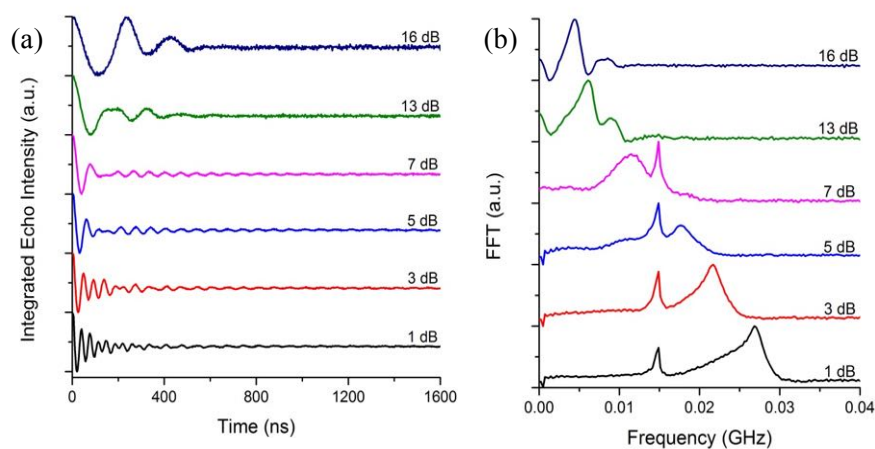 (a)
Integrated Echo Intensity (a.u.)
16 dB
13 dB
7 dB
5 dB
3 dB
1 dB
0 400 800 1200 1600
Time (ns)
(b)
FFT (a.u.)
16 dB
13 dB
7 dB
5 dB
3 dB
1 dB
0.00 0.01 0.02 0.03 0.04
Frequency (GHz)